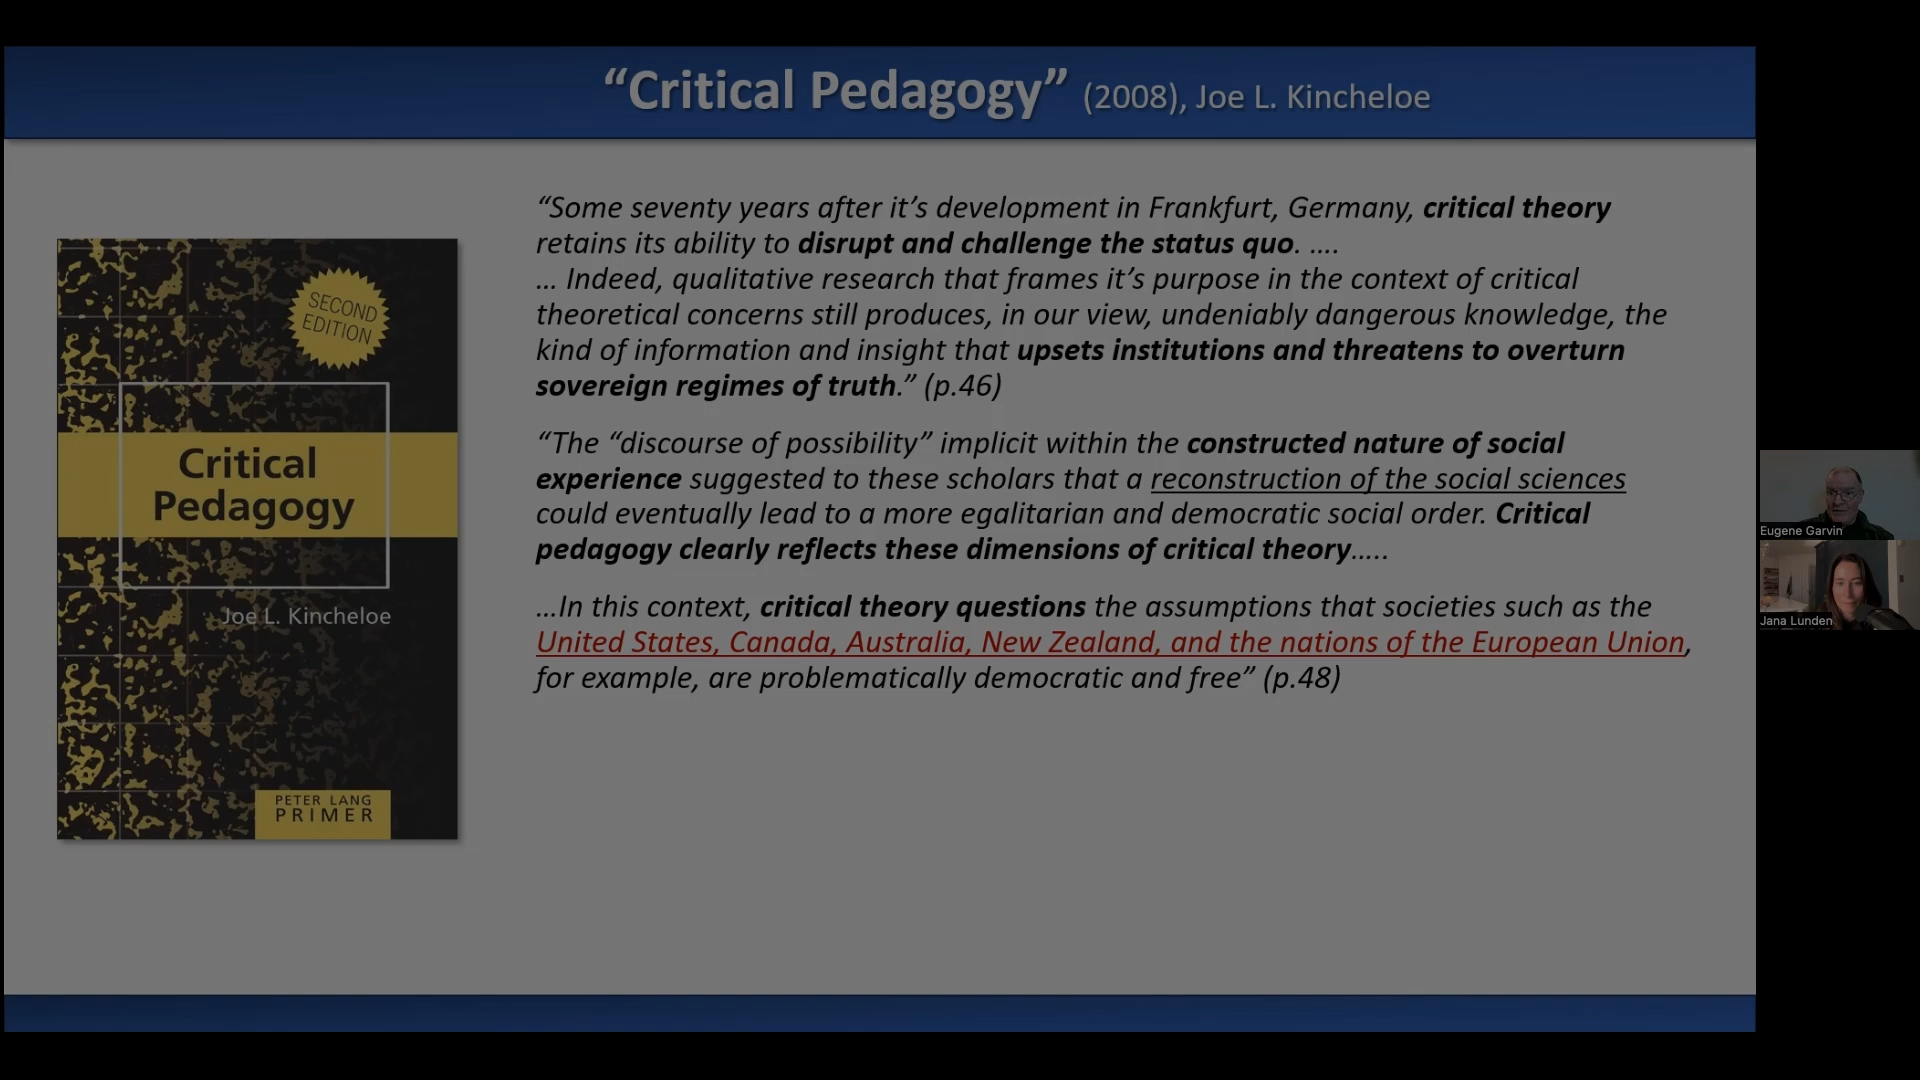 “Critical Pedagogy” (2008), Joe L. Kincheloe
SECOND
EDITION
Critical
Pedagogy
Joe L. Kincheloe
PETER LANG
PRIMER
“Some seventy years after it’s development in Frankfurt, Germany, critical theory
retains its ability to disrupt and challenge the status quo. ....
... Indeed, qualitative research that frames it’s purpose in the context of critical
theoretical concerns still produces, in our view, undeniably dangerous knowledge, the
kind of information and insight that upsets institutions and threatens to overturn
sovereign regimes of truth.” (p.46)
“The “discourse of possibility” implicit within the constructed nature of social
experience suggested to these scholars that a reconstruction of the social sciences
could eventually lead to a more egalitarian and democratic social order. Critical
pedagogy clearly reflects these dimensions of critical theory.....
...In this context, critical theory questions the assumptions that societies such as the
United States, Canada, Australia, New Zealand, and the nations of the European Union,
for example, are problematically democratic and free” (p.48)
Eugene Garvin
Jana Lunden